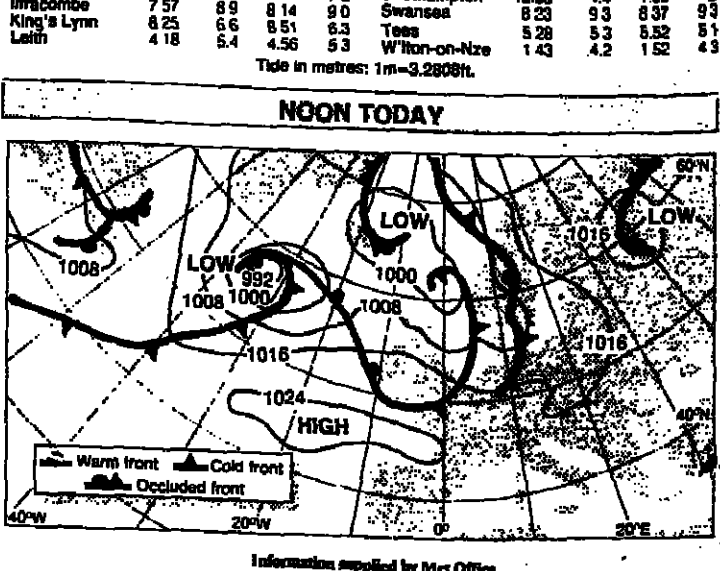 Ilfracombe 7 57 8 9 8 14 9 0
King's Lynn 8 25 6 6 8 51 6.3
Leith 4 18 5.4 4.56 5 3
Swansea 8 23 9 3 8 37 9 3
Tees 5 28 5 3 5.52 5 1
W'lton-on-Nze 1 43 4.2 1 52 4 3
Tide in metres: 1m=3.2808ft.
NOON TODAY
60°N
LOW
LOW
1016
1008
LOW
992
1000
1000
1008
1008
1016
1016
1024
HIGH
40°N
Warm front Cold front
Occluded front
40°W
20°W
0°
20°E
Information supplied by Met Office